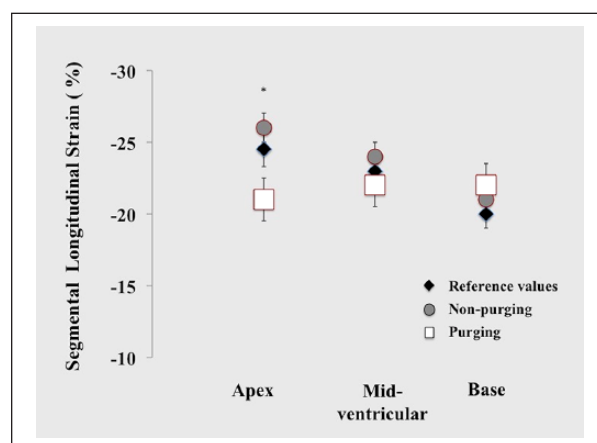 Segmental Longitudinal Strain ( %)
-30
-25
-20
-15
-10
*
Reference values
Non-purging
Purging
Apex
Mid-
ventricular
Base